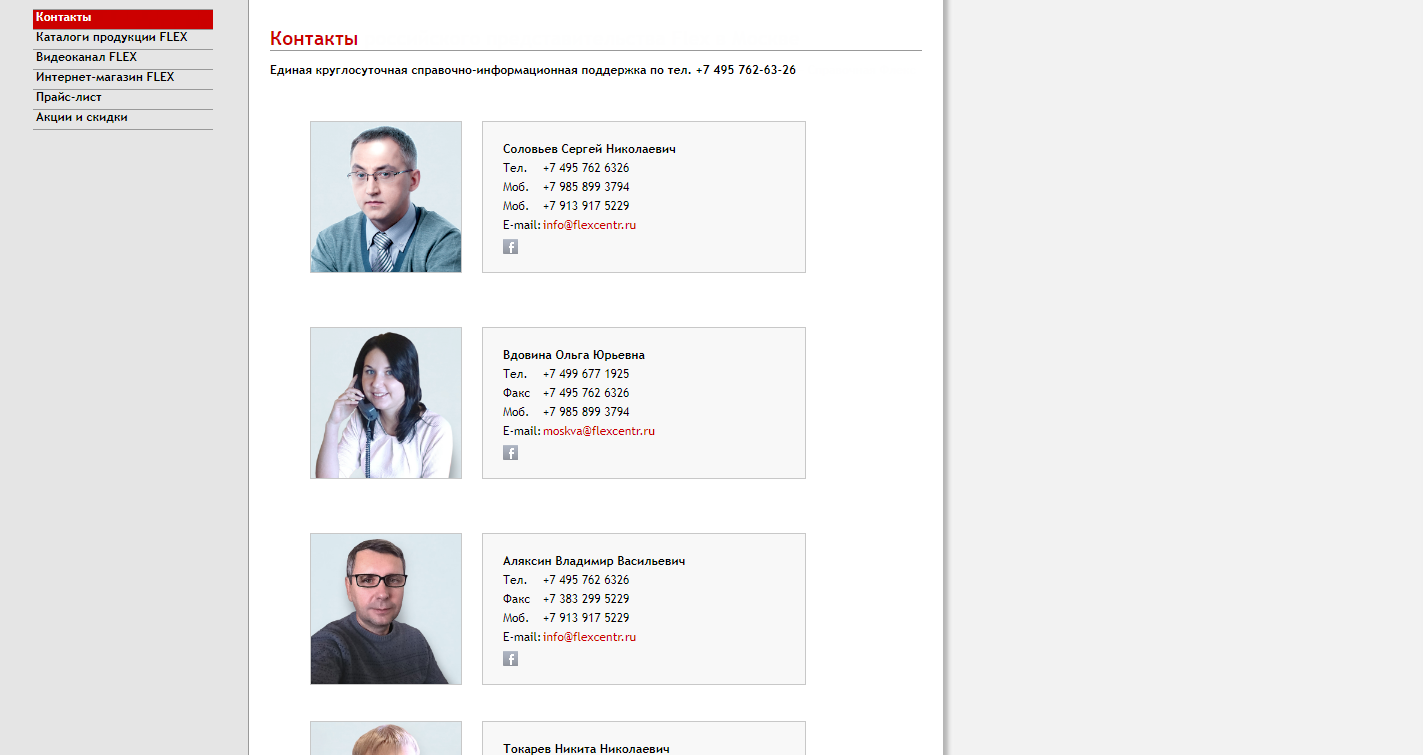 Контакты
Каталоги продукции FLEX
Видеоканал FLEX
Интернет-магазин FLEX
Прайс-лист
Акции и скидки
Контакты
Единая круглосуточная справочно-информационная поддержка по тел. +7 495 762-63-26
Соловьев Сергей Николаевич
Тел. +7 495 762 6326
Моб. +7 985 899 3794
Моб. +7 913 917 5229
E-mail: info@flexcentr.ru
f
Вдовина Ольга Юрьевна
Тел. +7 499 677 1925
Факс +7 495 762 6326
Моб. +7 985 899 3794
E-mail: moskva@flexcentr.ru
f
Аляксин Владимир Васильевич
Тел. +7 495 762 6326
Факс +7 383 299 5229
Моб. +7 913 917 5229
E-mail: info@flexcentr.ru
f
Токарев Никита Николаевич